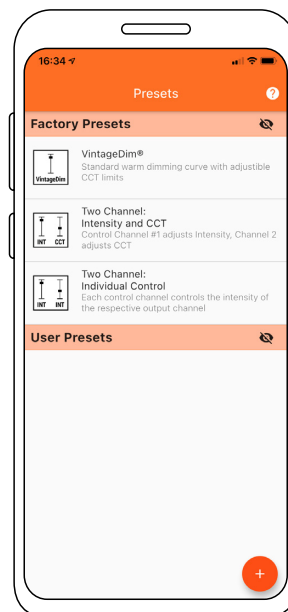 16:34
Presets
?
Factory Presets
VintageDim®
Standard warm dimming curve with adjustible
CCT limits
VintageDim
Two Channel:
Intensity and CCT
Control Channel #1 adjusts Intensity, Channel 2
adjusts CCT
INT CCT
Two Channel:
Individual Control
Each control channel controls the intensity of
the respective output channel
INT INT
User Presets
+